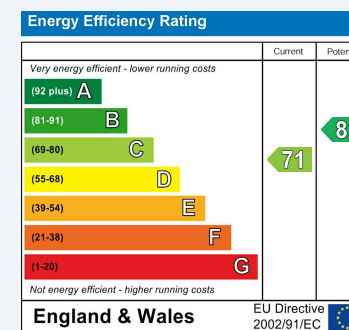 Energy Efficiency Rating
Current
Very energy efficient - lower running costs
(92 plus) A
(81-91) B
(69-80) C
71
(55-68) D
(39-54) E
(21-38) F
(1-20) G
Not energy efficient - higher running costs
England & Wales
EU Directive
2002/91/EC